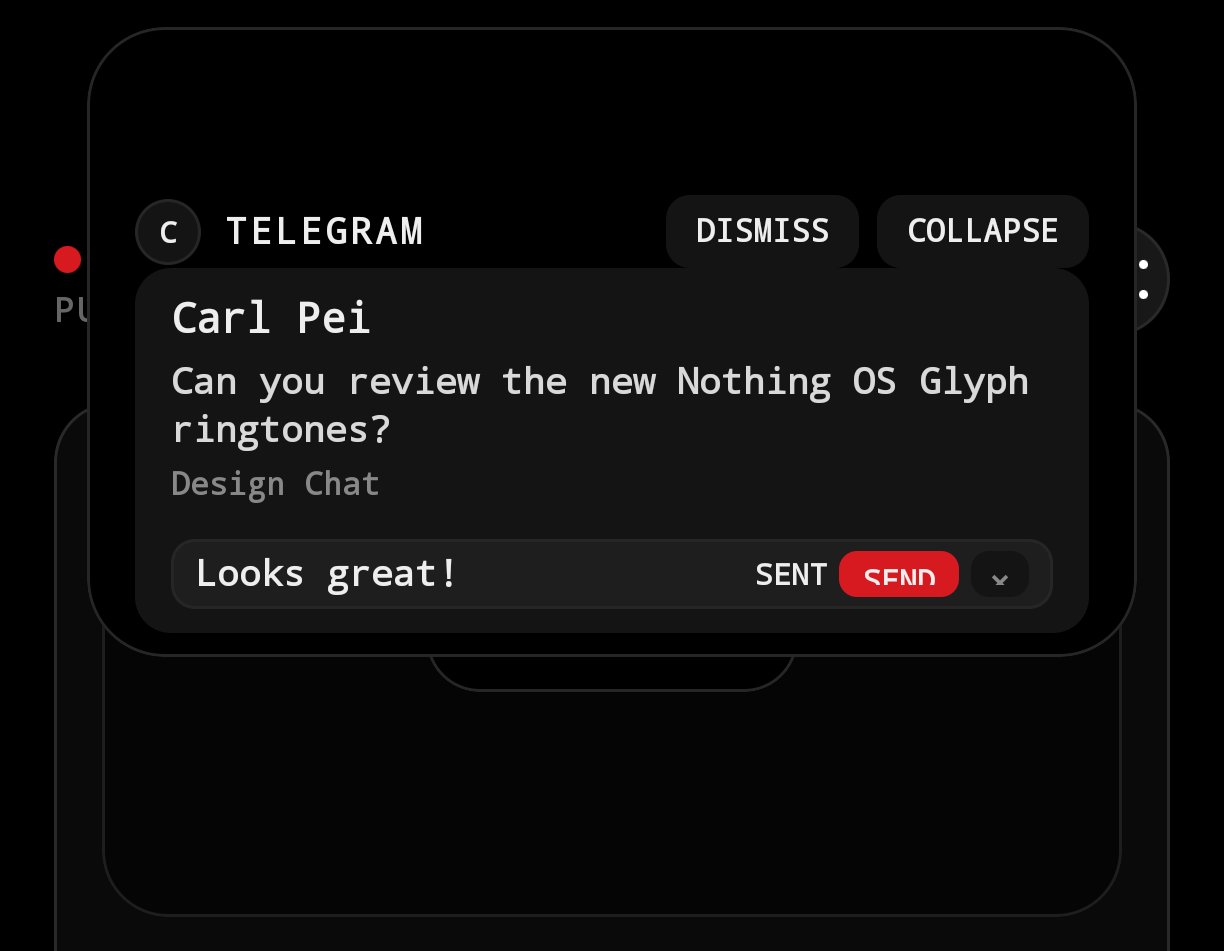 C TELEGRAM DISMISS COLLAPSE
Carl Pei
Can you review the new Nothing OS Glyph
ringtones?
Design Chat
Looks great! SENT SEND ×